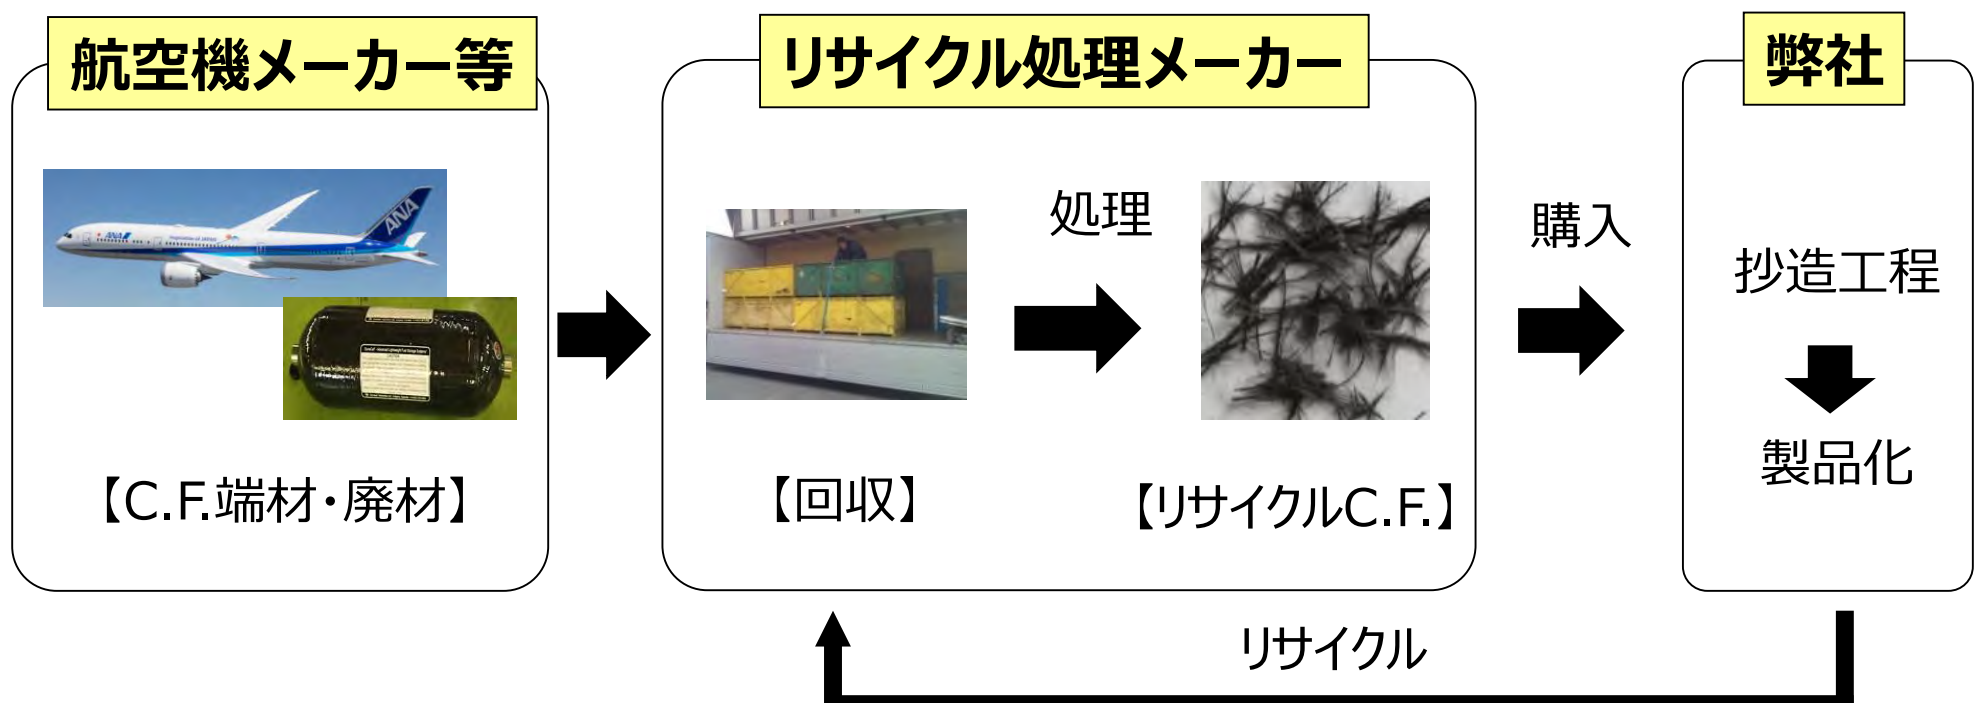 航空機メーカー等
リサイクル処理メーカー
弊社
ANA
ANA
【C.F.端材・廃材】
処理
【回収】
【リサイクルC.F.】
購入
抄造工程
製品化
リサイクル